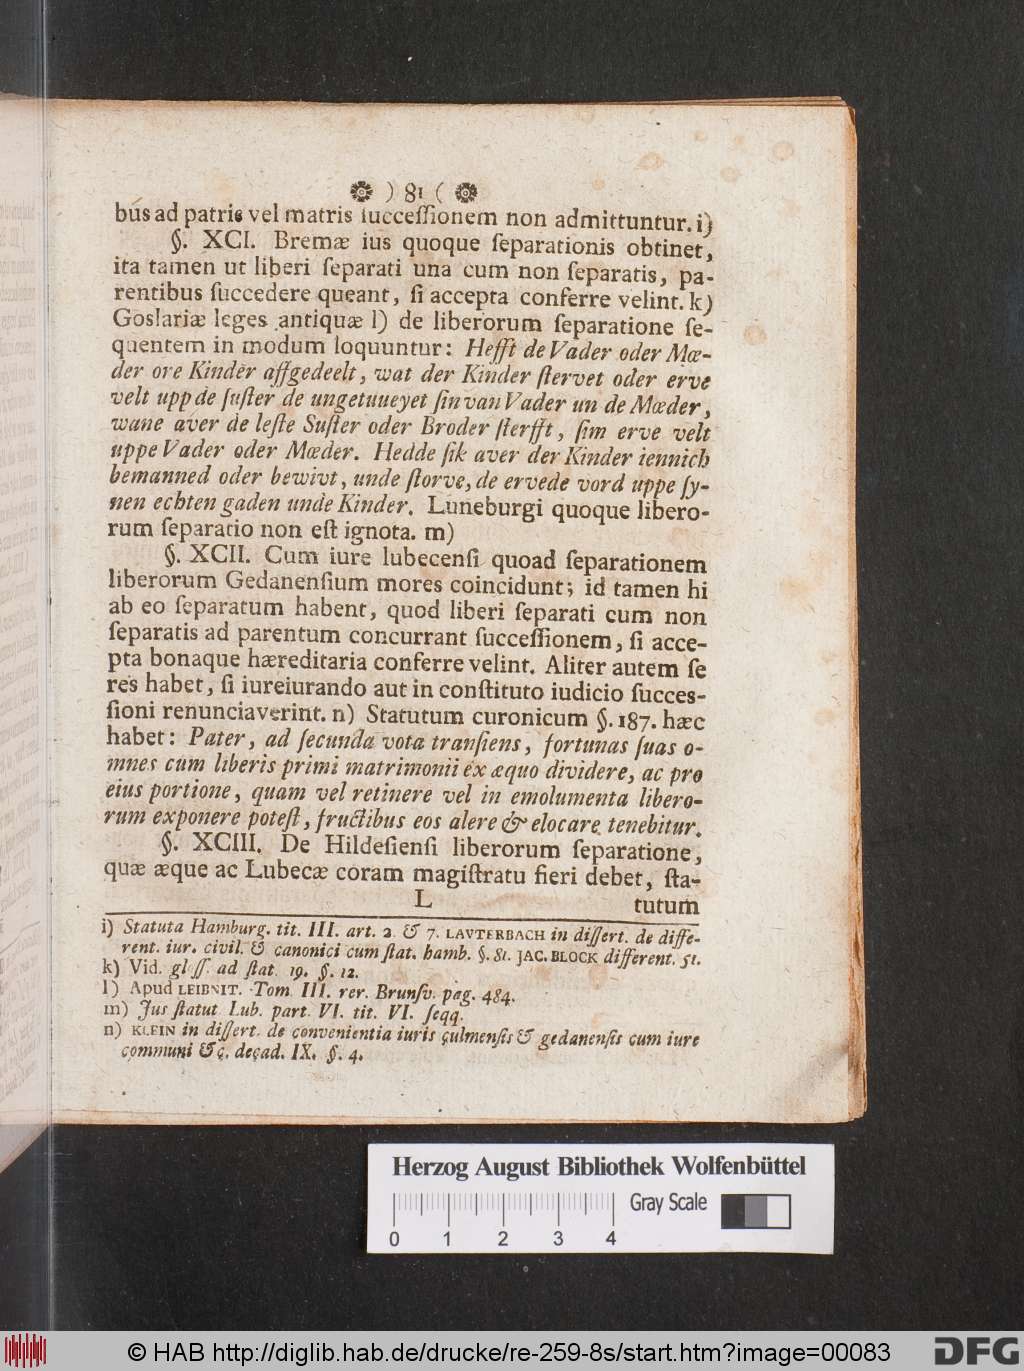 ❁ ) 81 ( ❁
bus ad patris vel matris ſucceſſionem non admittuntur. i)
§. XCI. Bremæ ius quoque ſeparationis obtinet,
ita tamen ut liberi ſeparati una cum non ſeparatis, pa-
rentibus ſuccedere queant, ſi accepta conferre velint. k)
Goslariæ leges antiquæ l) de liberorum ſeparatione ſe-
quentem in modum loquuntur: Hefft de Vader oder Mœ-
der ore Kinder affgedeelt, wat der Kinder ſtervet oder erve
velt upp de ſuſter de ungetuueyet ſin van Vader un de Mœder,
wane aver de leſte Suſter oder Broder ſterfft, ſim erve velt
uppe Vader oder Mœder. Hedde ſik aver der Kinder iennich
bemanned oder bewivt, unde ſtorve, de ervede vord uppe ſy-
nen echten gaden unde Kinder. Luneburgi quoque libero-
rum ſeparatio non eſt ignota. m)
§. XCII. Cum iure lubecenſi quoad ſeparationem
liberorum Gedanenſium mores coincidunt; id tamen hi
ab eo ſeparatum habent, quod liberi ſeparati cum non
ſeparatis ad parentum concurrant ſucceſſionem, ſi acce-
pta bonaque hæreditaria conferre velint. Aliter autem ſe
res habet, ſi iureiurando aut in conſtituto iudicio ſucces-
ſioni renunciaverint. n) Statutum curonicum §. 187. hæc
habet: Pater, ad ſecunda vota tranſiens, fortunas ſuas o-
mnes cum liberis primi matrimonii ex æquo dividere, ac pro
eius portione, quam vel retinere vel in emolumenta libero-
rum exponere poteſt, fructibus eos alere & elocare tenebitur.
§. XCIII. De Hildeſienſi liberorum ſeparatione,
quæ æque ac Lubecæ coram magiſtratu fieri debet, ſta-
L tutum
i) Statuta Hamburg. tit. III. art. 2. & 7. LAVTERBACH in diſſert. de diffe-
rent. iur. civil. & canonici cum ſtat. hamb. §. 81. JAC. BLOCK different. 51.
k) Vid. gloſſ. ad ſtat. 19. §. 12.
l) Apud LEIBNIT. Tom. III. rer. Brunſv. pag. 484.
m) Jus ſtatut. Lub. part. VI. tit. VI. ſeqq.
n) KLEIN in diſſert. de convenientia iuris culmenſis & gedanenſis cum iure
communi &c. decad. IX. §. 4.
Herzog August Bibliothek Wolfenbüttel
Gray Scale
0 1 2 3 4
© HAB http://diglib.hab.de/drucke/re-259-8s/start.htm?image=00083
DFG